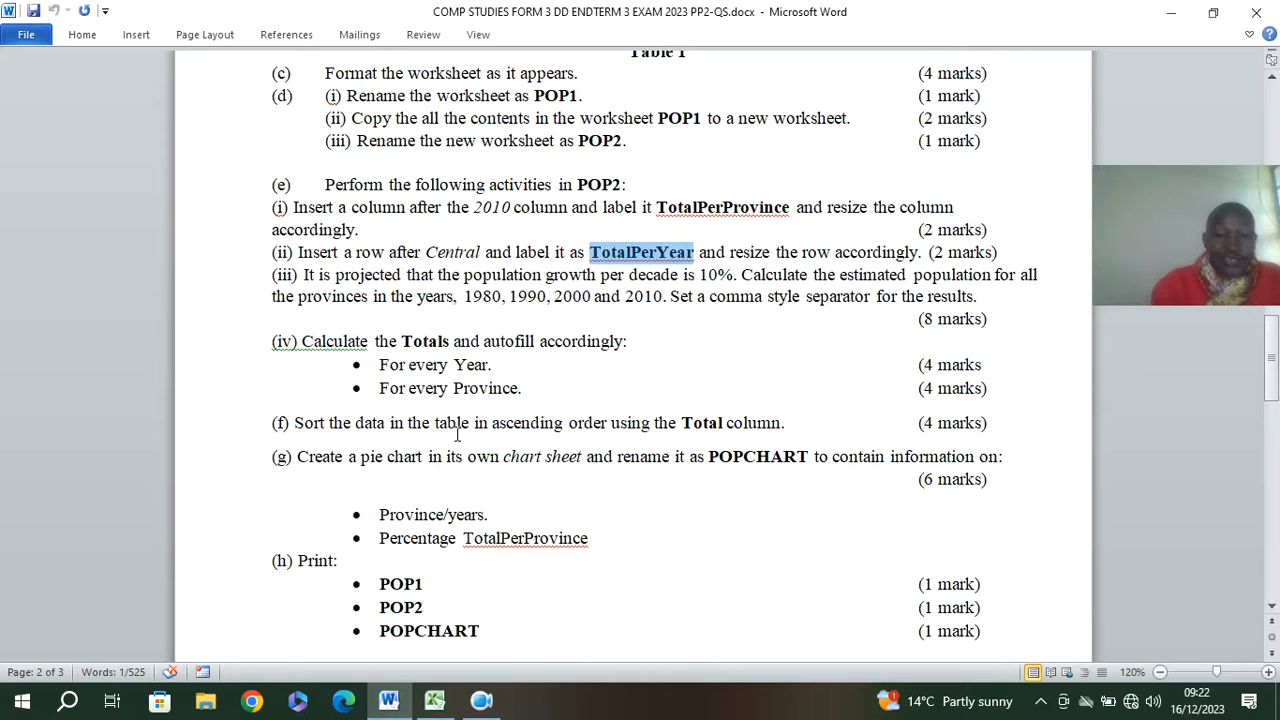 COMP STUDIES FORM 3 DD ENDTERM 3 EXAM 2023 PP2-QS.docx - Microsoft Word
File Home Insert Page Layout References Mailings Review View
Table 1
(c) Format the worksheet as it appears. (4 marks)
(d) (i) Rename the worksheet as POP1. (1 mark)
(ii) Copy the all the contents in the worksheet POP1 to a new worksheet. (2 marks)
(iii) Rename the new worksheet as POP2. (1 mark)
(e) Perform the following activities in POP2:
(i) Insert a column after the 2010 column and label it TotalPerProvince and resize the column
accordingly. (2 marks)
(ii) Insert a row after Central and label it as TotalPerYear and resize the row accordingly. (2 marks)
(iii) It is projected that the population growth per decade is 10%. Calculate the estimated population for all
the provinces in the years, 1980, 1990, 2000 and 2010. Set a comma style separator for the results.
(8 marks)
(iv) Calculate the Totals and autofill accordingly:
• For every Year. (4 marks
• For every Province. (4 marks)
(f) Sort the data in the table in ascending order using the Total column. (4 marks)
(g) Create a pie chart in its own chart sheet and rename it as POPCHART to contain information on:
(6 marks)
• Province/years.
• Percentage TotalPerProvince
(h) Print:
• POP1 (1 mark)
• POP2 (1 mark)
• POPCHART (1 mark)
Page: 2 of 3 Words: 1/525 120%
14°C Partly sunny 09:22
16/12/2023